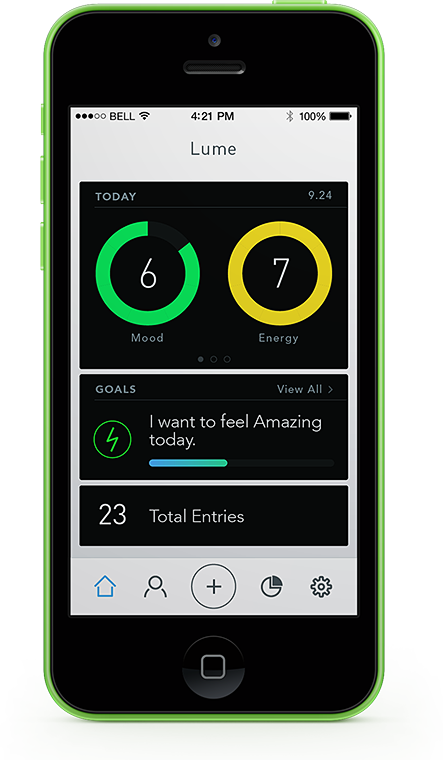 BELL 4:21 PM 100%
Lume
TODAY 9.24
6 7
Mood Energy
GOALS View All >
I want to feel Amazing
today.
23 Total Entries